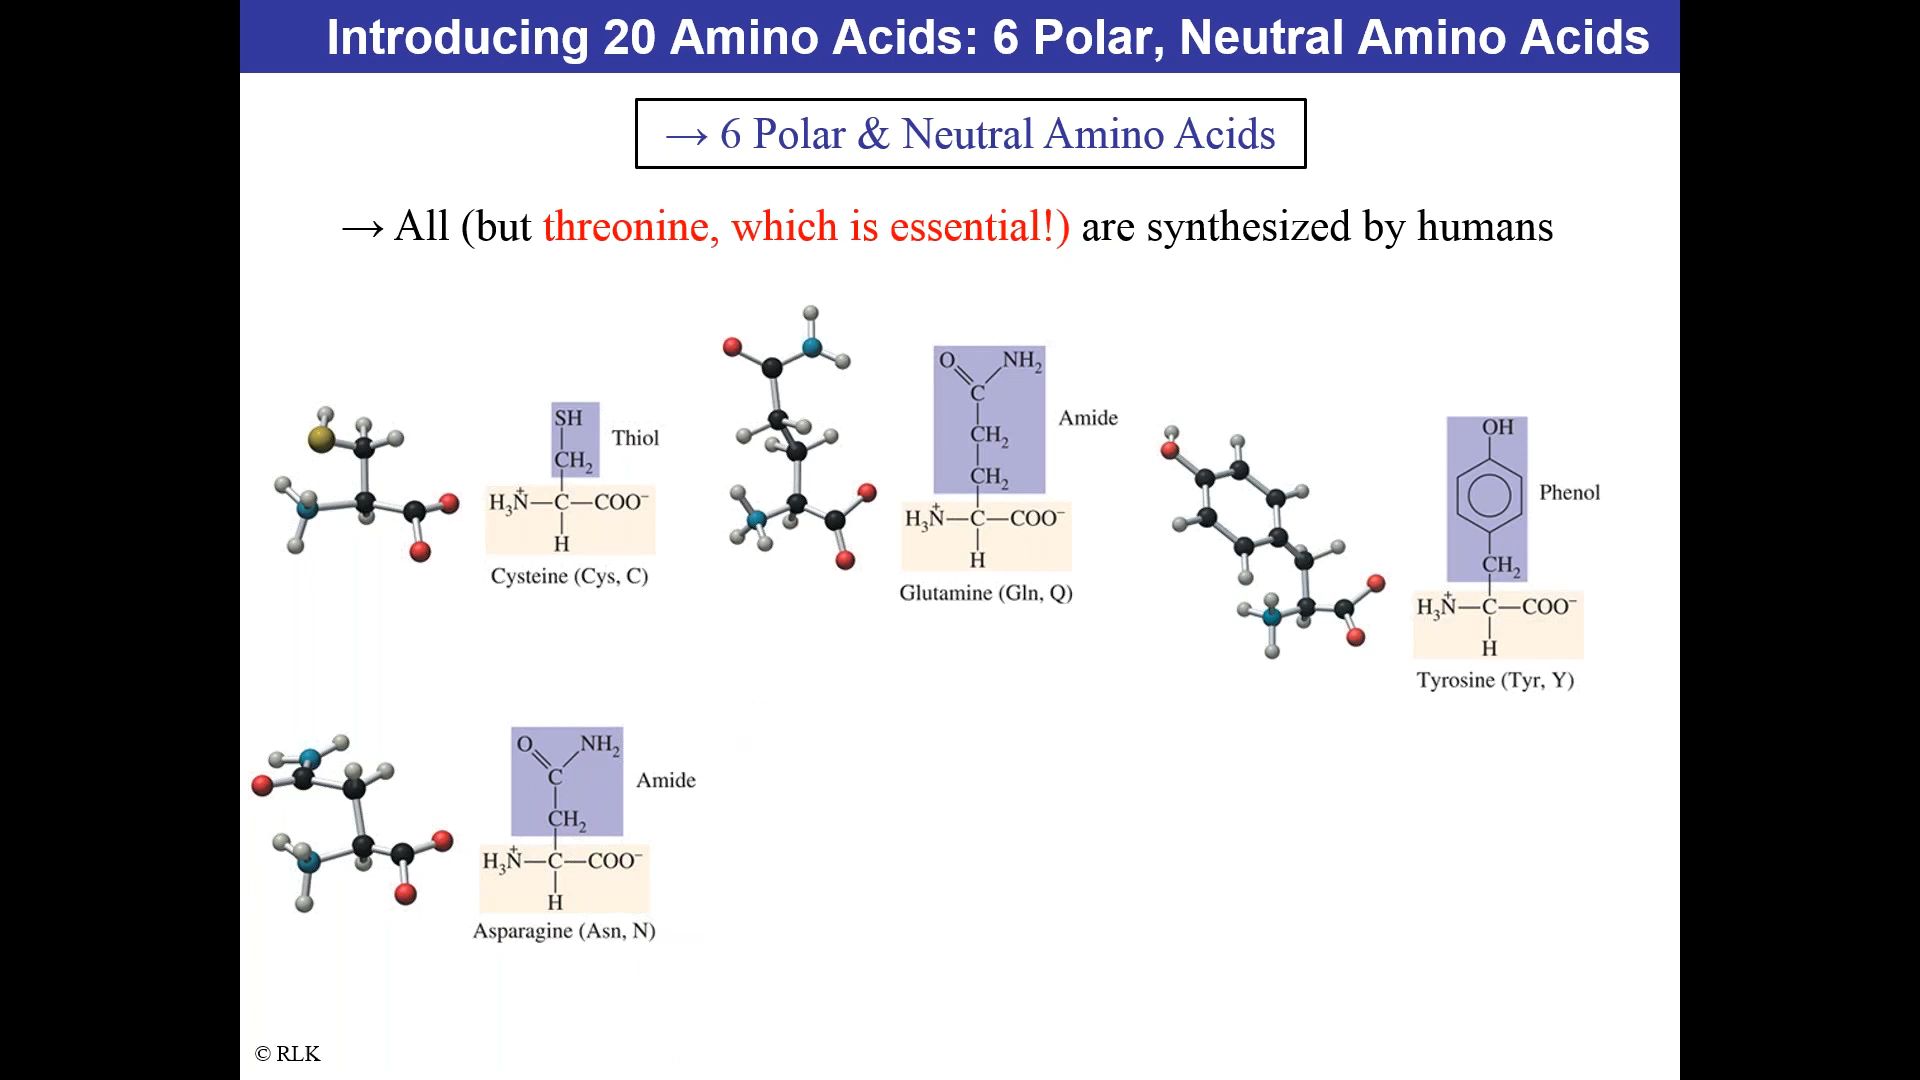 Introducing 20 Amino Acids: 6 Polar, Neutral Amino Acids
→ 6 Polar & Neutral Amino Acids
→ All (but threonine, which is essential!) are synthesized by humans
SH
Thiol
CH₂
H₃N⁺—C—COO⁻
H
Cysteine (Cys, C)
O NH₂
C
Amide
CH₂
CH₂
H₃N⁺—C—COO⁻
H
Glutamine (Gln, Q)
OH
Phenol
CH₂
H₃N⁺—C—COO⁻
H
Tyrosine (Tyr, Y)
O NH₂
C
Amide
CH₂
H₃N⁺—C—COO⁻
H
Asparagine (Asn, N)
© RLK